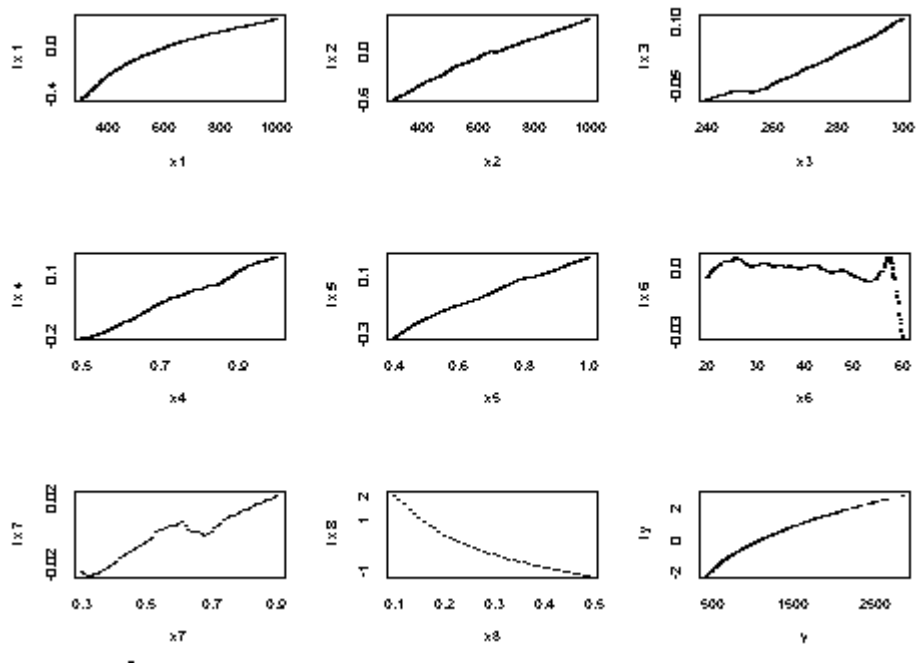 lx1
0.0
-0.4
400 600 800 1000
x1
lx2
0.0
-0.6
400 600 800 1000
x2
lx3
0.10
-0.05
240 260 280 300
x3
lx4
0.1
-0.2
0.5 0.7 0.9
x4
lx5
0.1
-0.3
0.4 0.6 0.8 1.0
x5
lx6
0.0
-0.03
20 30 40 50 60
x6
lx7
0.02
-0.02
0.3 0.5 0.7 0.9
x7
lx8
2
1
-1
0.1 0.2 0.3 0.4 0.5
x8
ly
2
0
-2
500 1500 2500
y